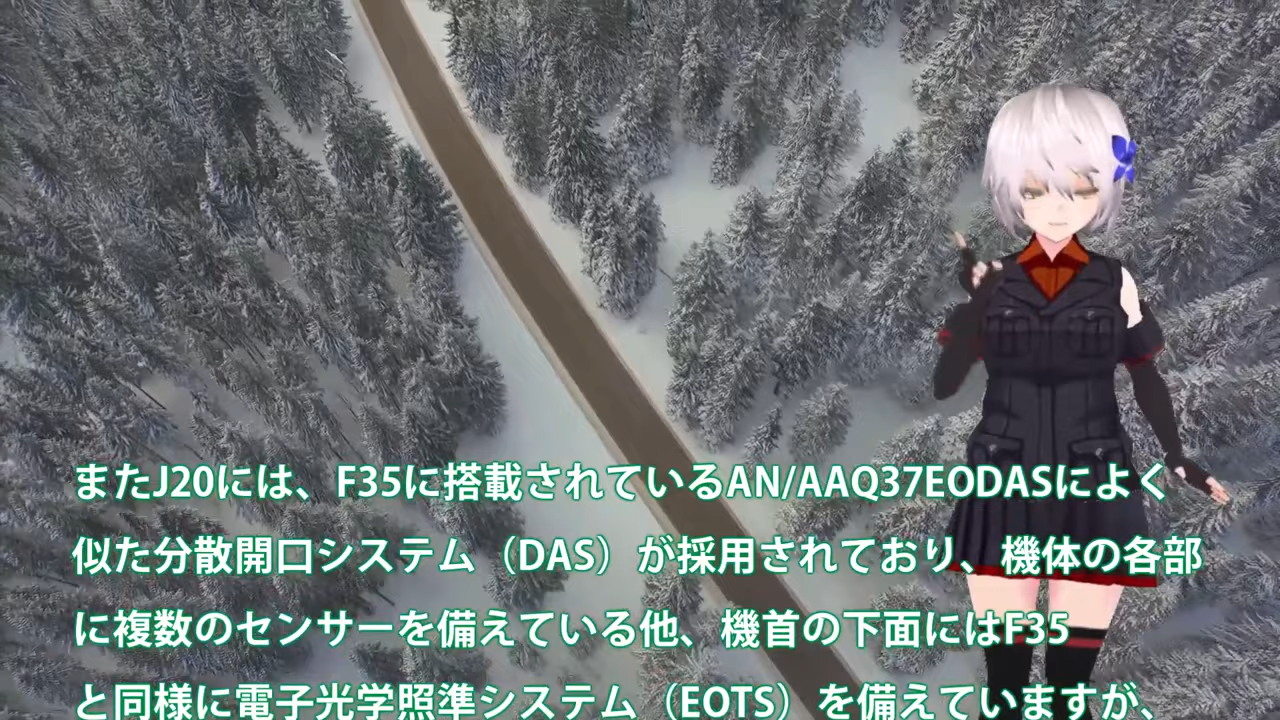 またJ20には、F35に搭載されているAN/AAQ37EODASによく
似た分散開口システム（DAS）が採用されており、機体の各部
に複数のセンサーを備えている他、機首の下面にはF35
と同様に電子光学照準システム（EOTS）を備えていますが、